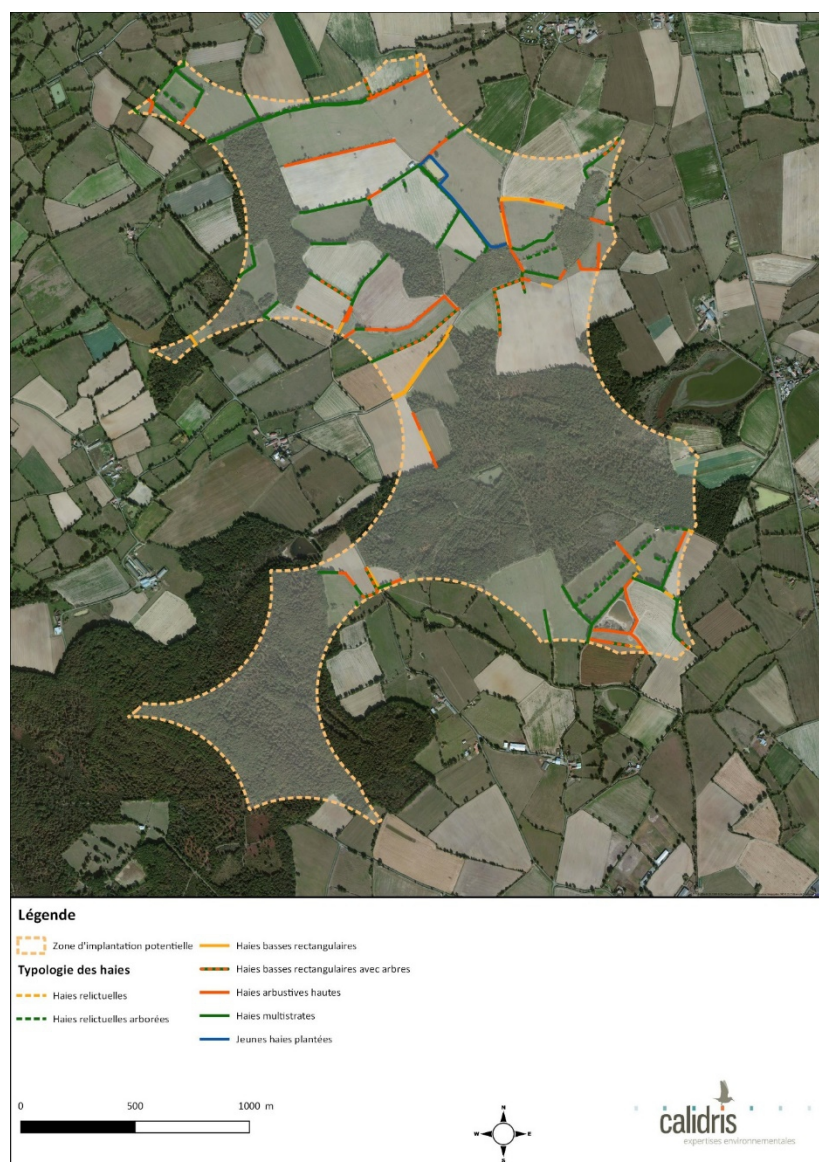 Légende
Zone d'implantation potentielle
Typologie des haies
Haies relictuelles
Haies relictuelles arborées
Haies basses rectangulaires
Haies basses rectangulaires avec arbres
Haies arbustives hautes
Haies multistrates
Jeunes haies plantées
0 500 1000 m
N
W E
S
calidris
expertises environnementales